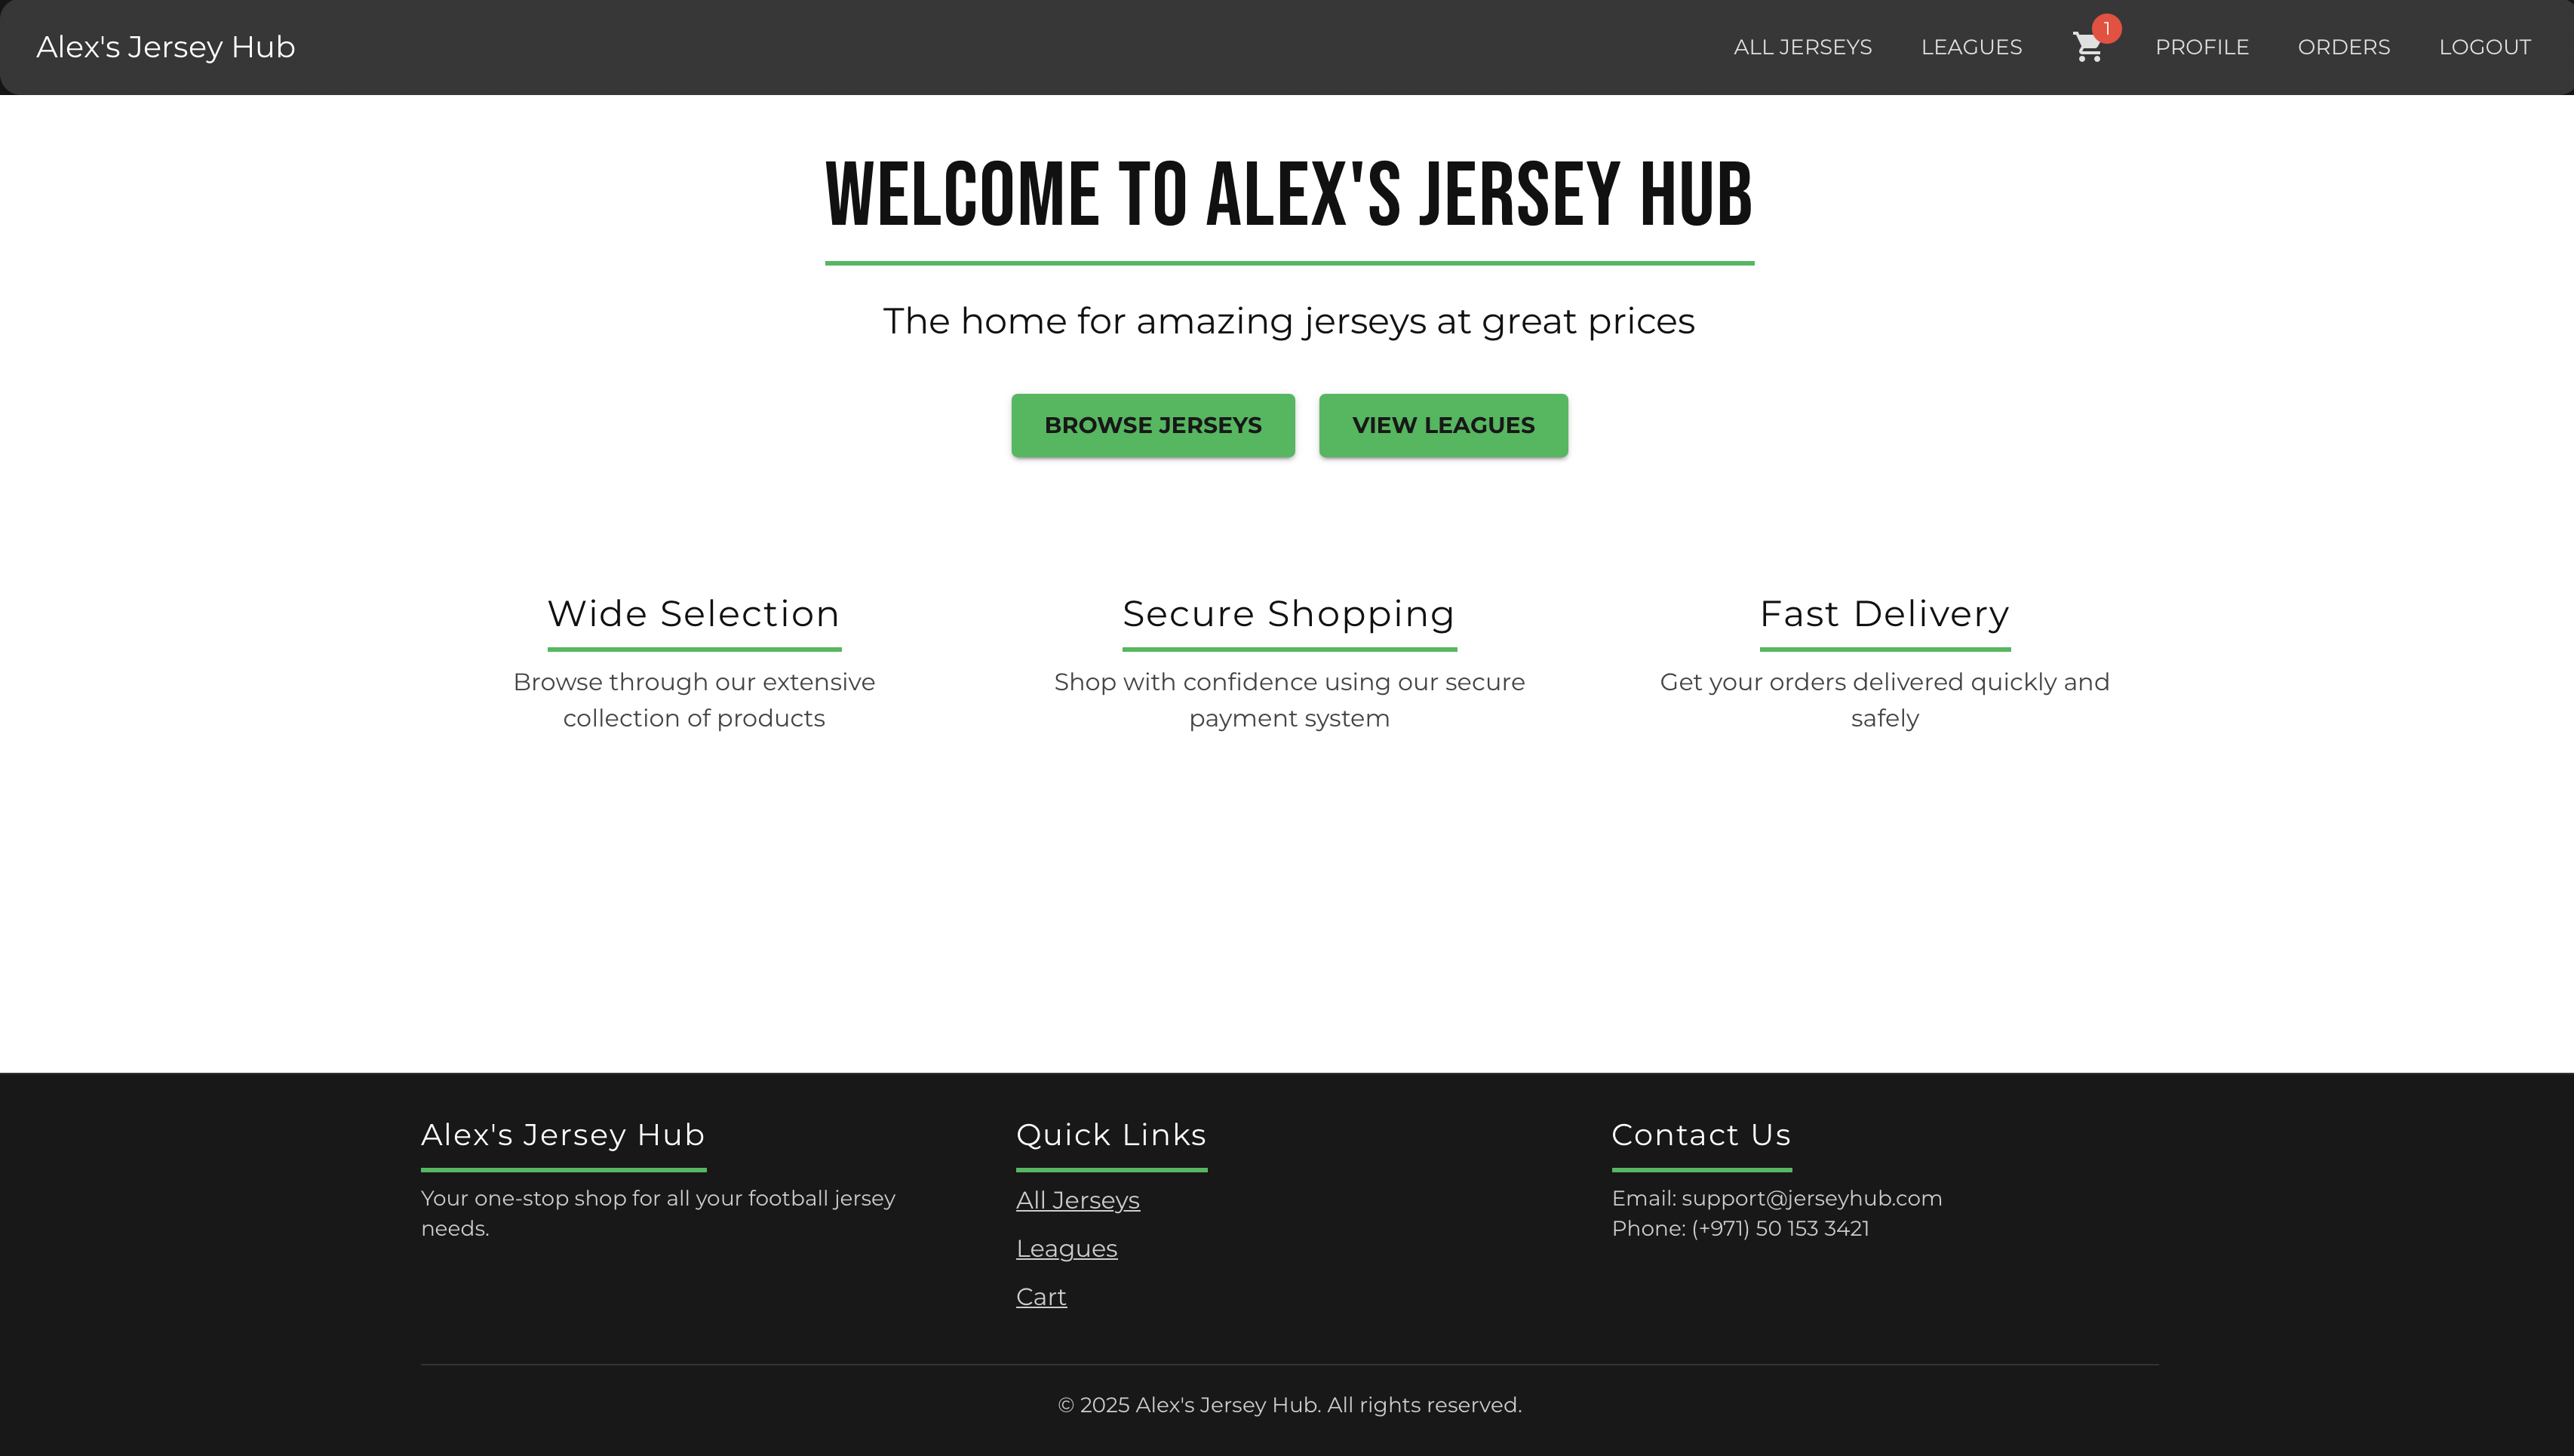 Alex's Jersey Hub
ALL JERSEYS
LEAGUES
1
PROFILE
ORDERS
LOGOUT
WELCOME TO ALEX'S JERSEY HUB
The home for amazing jerseys at great prices
BROWSE JERSEYS
VIEW LEAGUES
Wide Selection
Browse through our extensive
collection of products
Secure Shopping
Shop with confidence using our secure
payment system
Fast Delivery
Get your orders delivered quickly and
safely
Alex's Jersey Hub
Your one-stop shop for all your football jersey
needs.
Quick Links
All Jerseys
Leagues
Cart
Contact Us
Email: support@jerseyhub.com
Phone: (+971) 50 153 3421
© 2025 Alex's Jersey Hub. All rights reserved.